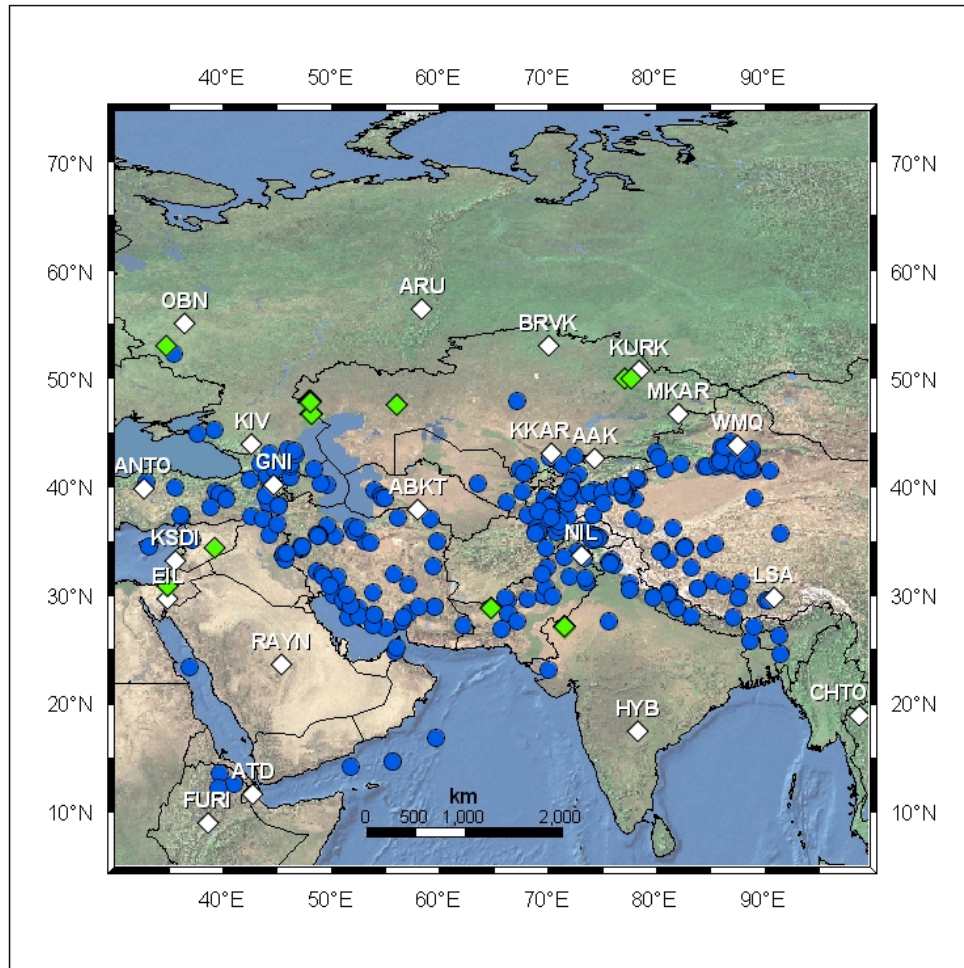 40°E 50°E 60°E 70°E 80°E 90°E
70°N 70°N
60°N 60°N
ARU
OBN
BRVK
KURK
50°N 50°N
MKAR
WMQ
KIV
KKAR AAK
GNI
ANTO
40°N ABKT 40°N
NIL
KSDI
EIL LSA
30°N 30°N
RAYN
20°N HYB CHTO 20°N
ATD
km
FURI
0 500 1,000 2,000
10°N 10°N
40°E 50°E 60°E 70°E 80°E 90°E